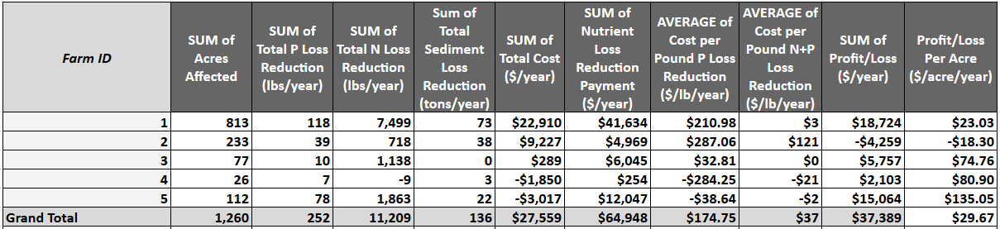 Farm ID | SUM of Acres Affected | SUM of Total P Loss Reduction (lbs/year) | SUM of Total N Loss Reduction (lbs/year) | Sum of Total Sediment Loss Reduction (tons/year) | SUM of Total Cost ($/year) | SUM of Nutrient Loss Reduction Payment ($/year) | AVERAGE of Cost per Pound P Loss Reduction ($/lb/year) | AVERAGE of Cost per Pound N+P Loss Reduction ($/lb/year) | SUM of Profit/Loss ($/year) | Profit/Loss Per Acre ($/acre/year)
1 | 813 | 118 | 7,499 | 73 | $22,910 | $41,634 | $210.98 | $3 | $18,724 | $23.03
2 | 233 | 39 | 718 | 38 | $9,227 | $4,969 | $287.06 | $121 | -$4,259 | -$18.30
3 | 77 | 10 | 1,138 | 0 | $289 | $6,045 | $32.81 | $0 | $5,757 | $74.76
4 | 26 | 7 | -9 | 3 | -$1,850 | $254 | -$284.25 | -$21 | $2,103 | $80.90
5 | 112 | 78 | 1,863 | 22 | -$3,017 | $12,047 | -$38.64 | -$2 | $15,064 | $135.05
Grand Total | 1,260 | 252 | 11,209 | 136 | $27,559 | $64,948 | $174.75 | $37 | $37,389 | $29.67